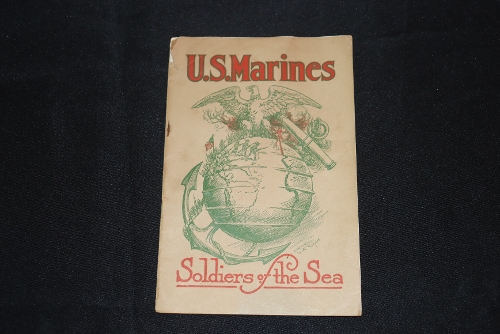 U.S.Marines
Soldiers of the Sea